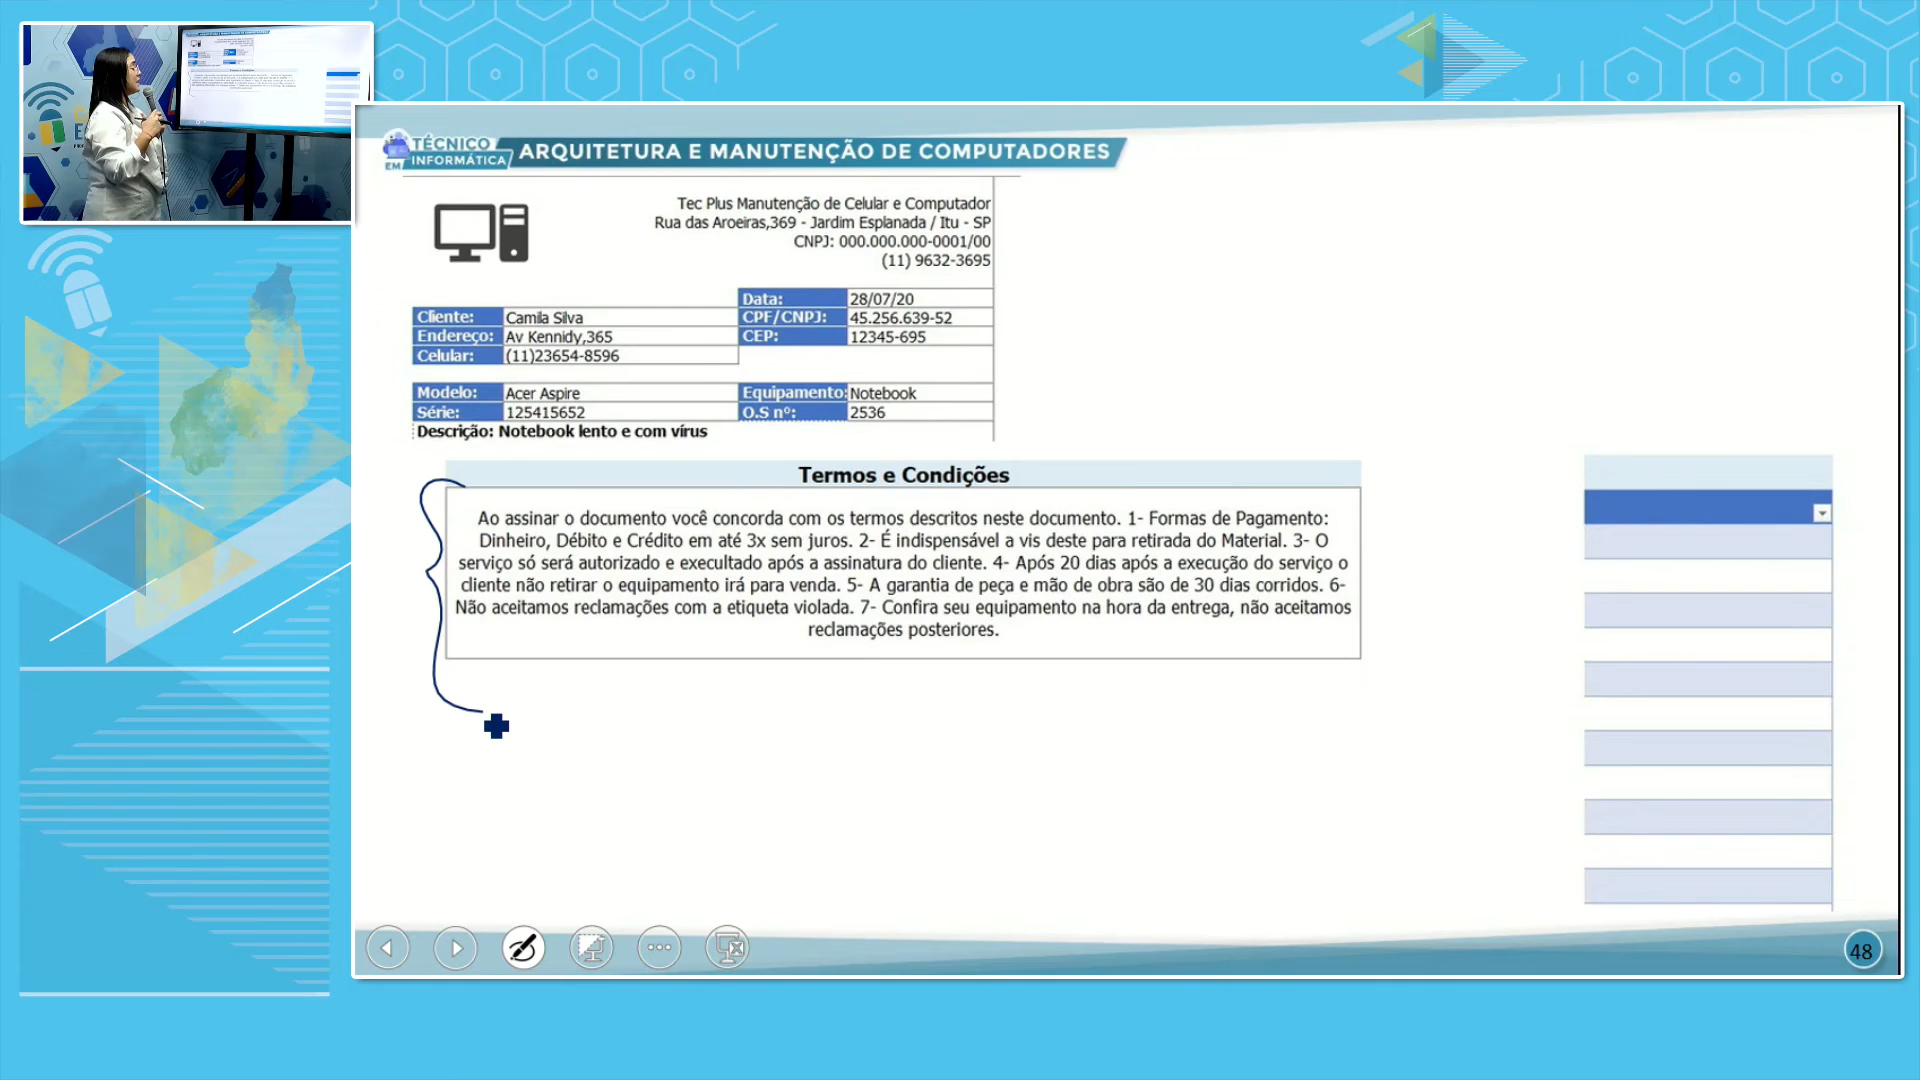 TÉCNICO
EM INFORMÁTICA
ARQUITETURA E MANUTENÇÃO DE COMPUTADORES
Tec Plus Manutenção de Celular e Computador
Rua das Aroeiras,369 - Jardim Esplanada / Itu - SP
CNPJ: 000.000.000-0001/00
(11) 9632-3695
Data: 28/07/20
Cliente: Camila Silva CPF/CNPJ: 45.256.639-52
Endereço: Av Kennidy,365 CEP: 12345-695
Celular: (11)23654-8596
Modelo: Acer Aspire Equipamento: Notebook
Série: 125415652 O.S nº: 2536
Descrição: Notebook lento e com vírus
Termos e Condições
Ao assinar o documento você concorda com os termos descritos neste documento. 1- Formas de Pagamento:
Dinheiro, Débito e Crédito em até 3x sem juros. 2- É indispensável a vis deste para retirada do Material. 3- O
serviço só será autorizado e execultado após a assinatura do cliente. 4- Após 20 dias após a execução do serviço o
cliente não retirar o equipamento irá para venda. 5- A garantia de peça e mão de obra são de 30 dias corridos. 6-
Não aceitamos reclamações com a etiqueta violada. 7- Confira seu equipamento na hora da entrega, não aceitamos
reclamações posteriores.
48